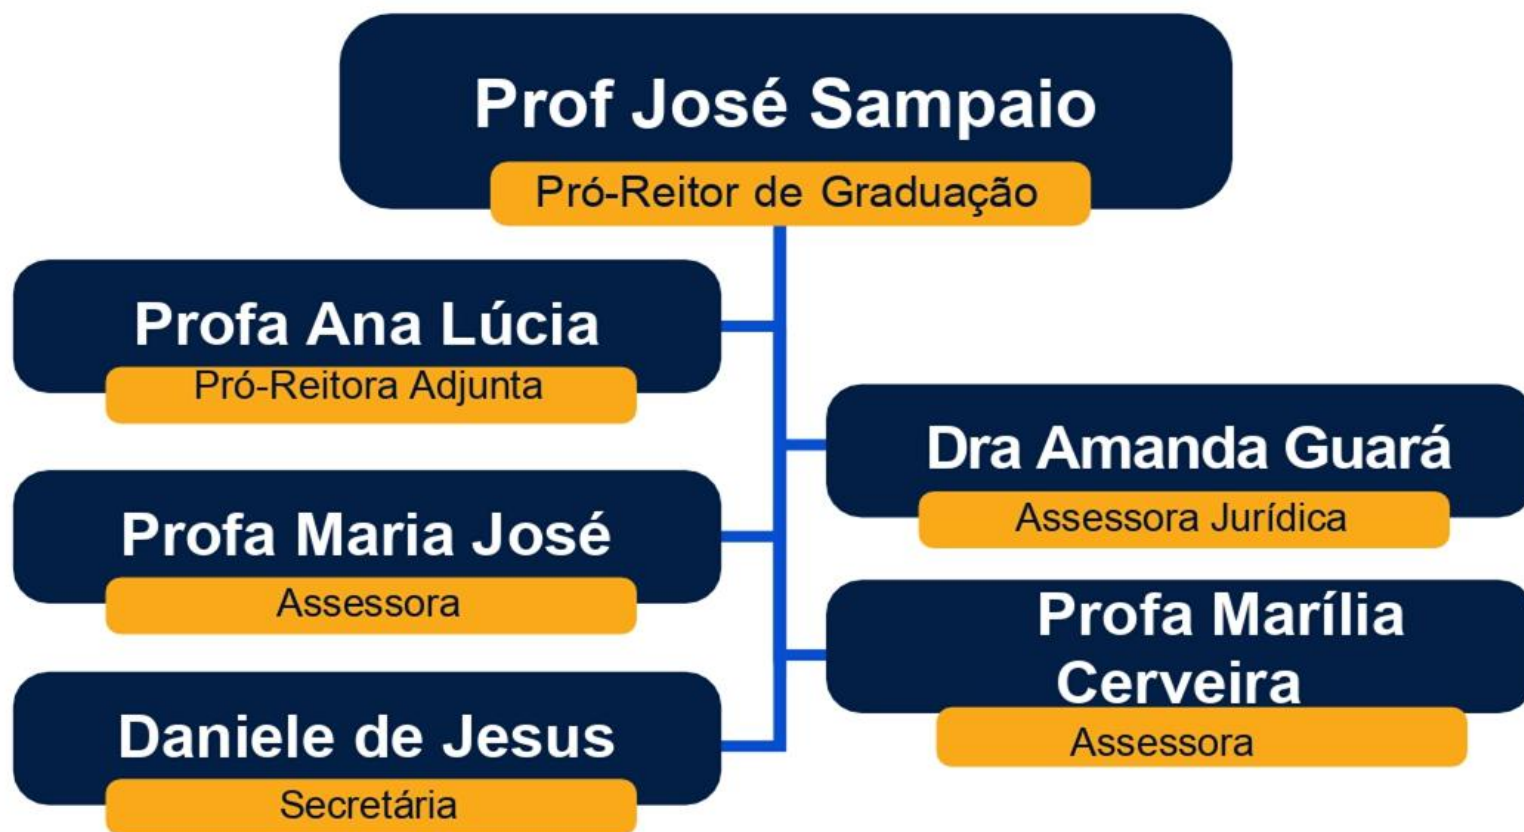 Prof José Sampaio
Pró-Reitor de Graduação
Profa Ana Lúcia
Pró-Reitora Adjunta
Dra Amanda Guará
Assessora Jurídica
Profa Maria José
Assessora
Profa Marília
Cerveira
Assessora
Daniele de Jesus
Secretária